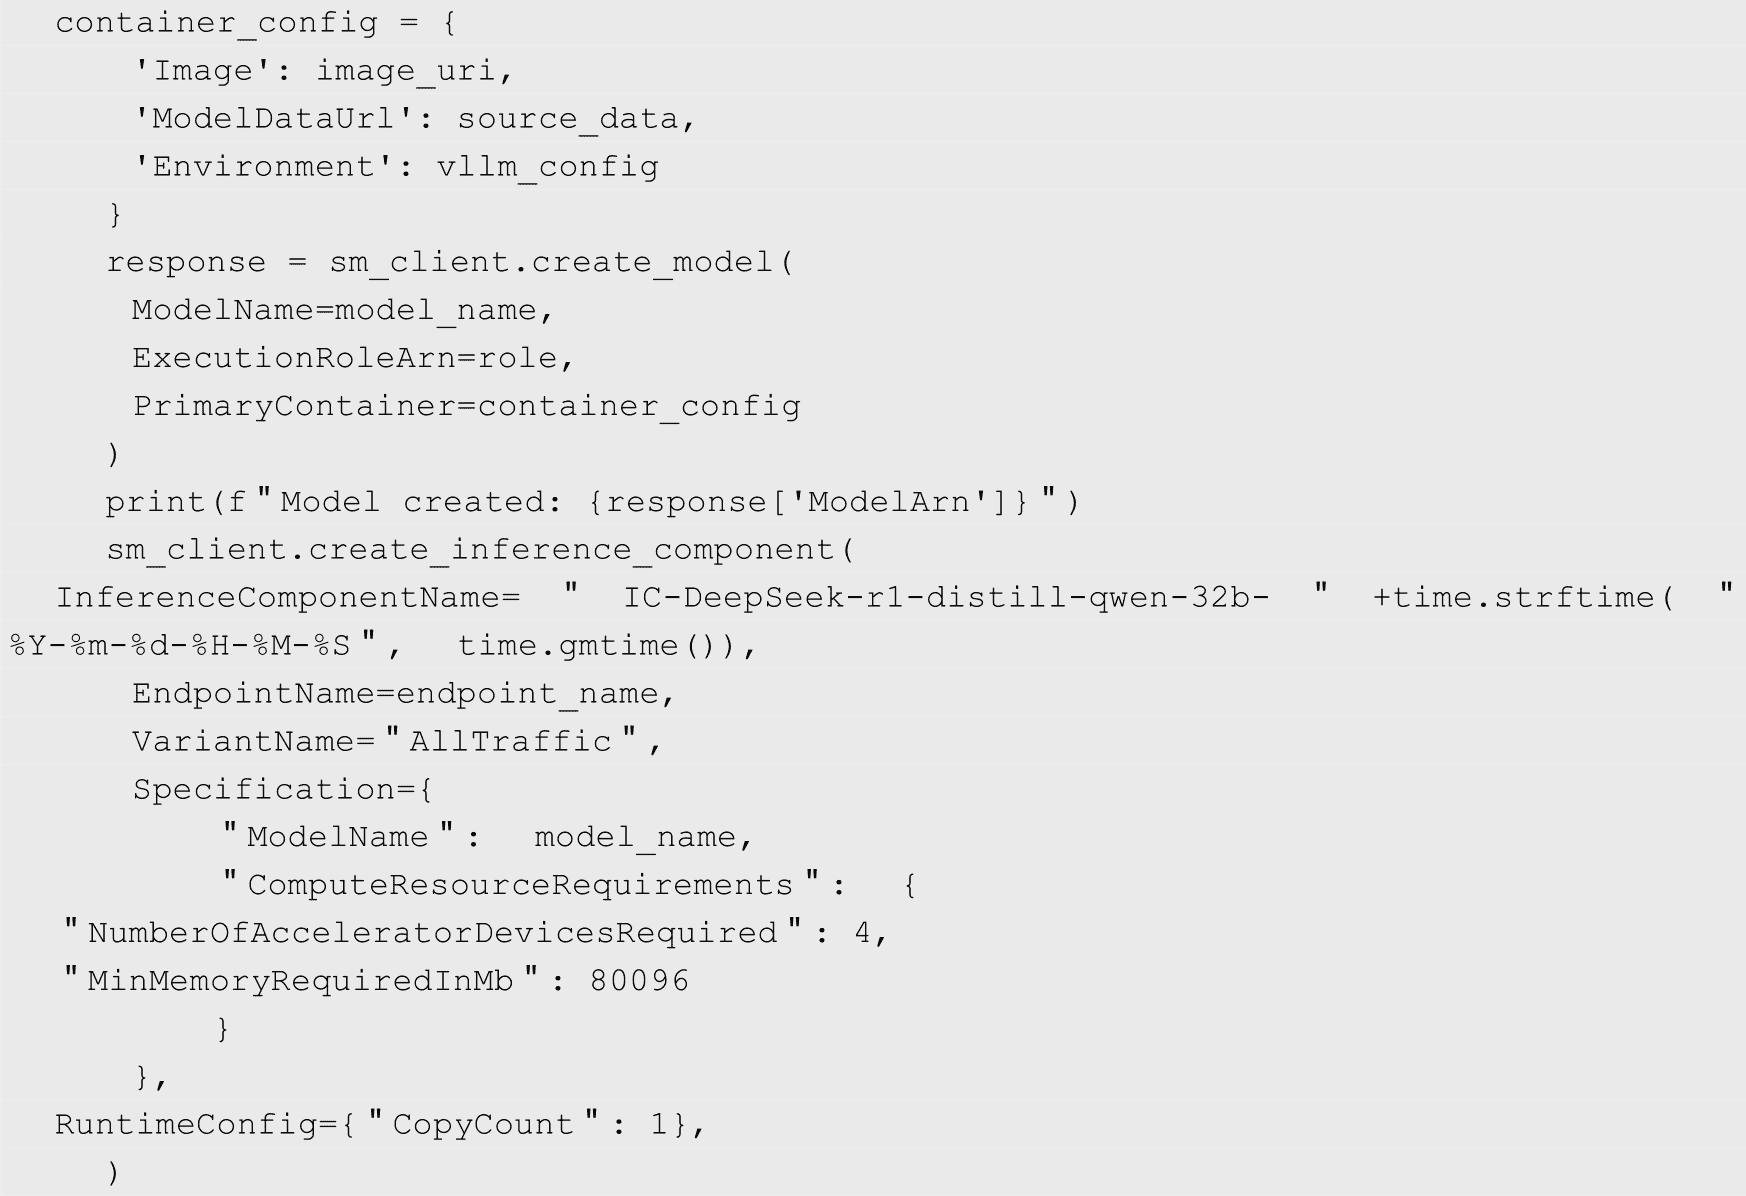 container_config = {
'Image': image_uri,
'ModelDataUrl': source_data,
'Environment': vllm_config
}
response = sm_client.create_model(
ModelName=model_name,
ExecutionRoleArn=role,
PrimaryContainer=container_config
)
print(f"Model created: {response['ModelArn']}")
sm_client.create_inference_component(
InferenceComponentName= " IC-DeepSeek-r1-distill-qwen-32b- " +time.strftime( "
%Y-%m-%d-%H-%M-%S", time.gmtime()),
EndpointName=endpoint_name,
VariantName="AllTraffic",
Specification={
"ModelName": model_name,
"ComputeResourceRequirements": {
"NumberOfAcceleratorDevicesRequired": 4,
"MinMemoryRequiredInMb": 80096
}
},
RuntimeConfig={"CopyCount": 1},
)